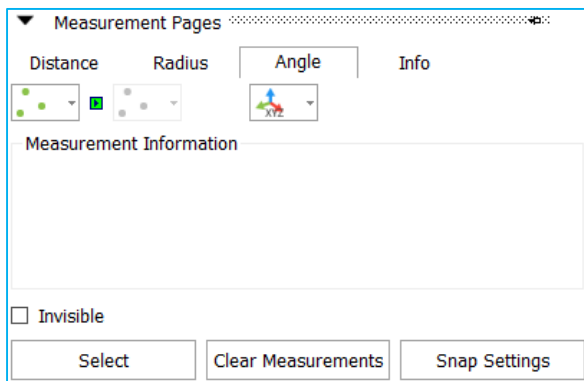 Measurement Pages
Distance Radius Angle Info
XYZ
Measurement Information
Invisible
Select Clear Measurements Snap Settings